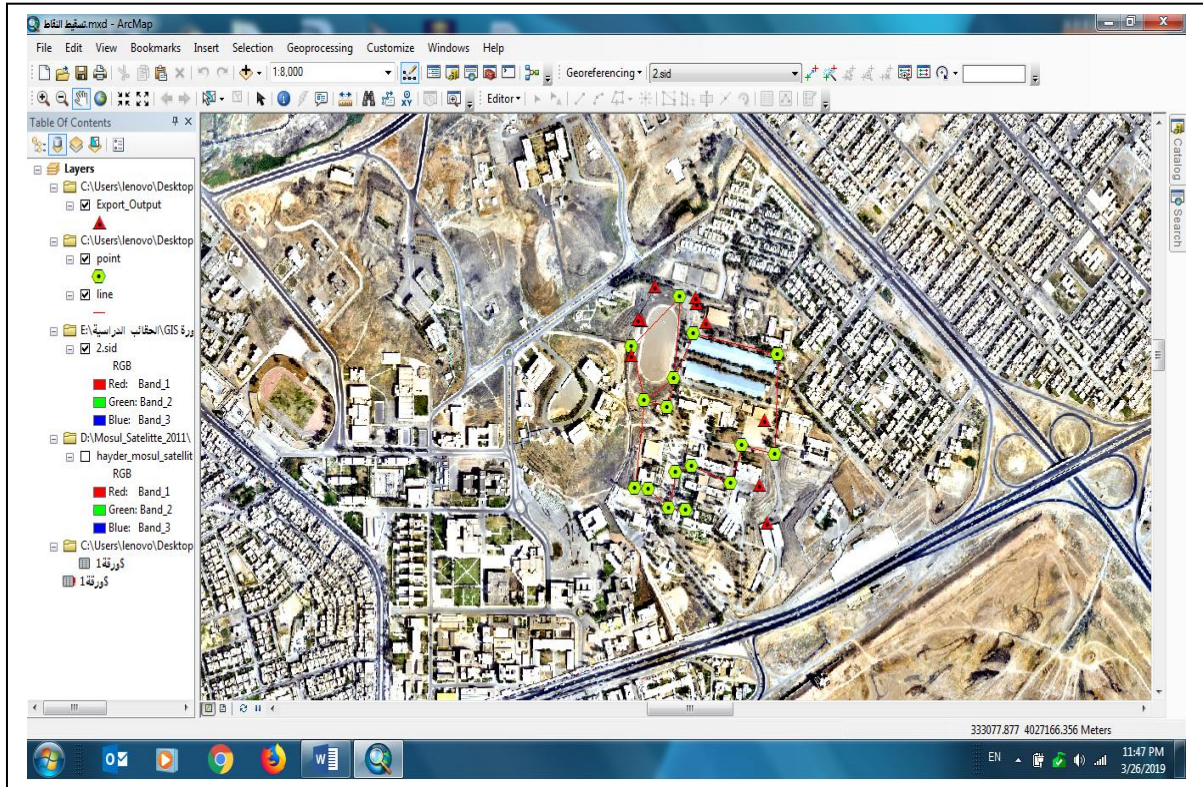 تسقيط النقاط.mxd - ArcMap
File Edit View Bookmarks Insert Selection Geoprocessing Customize Windows Help
1:8,000 Georeferencing 2.sid
Editor
Table Of Contents
Layers
C:\Users\lenovo\Desktop
Export_Output
C:\Users\lenovo\Desktop
point
line
E:\الحقائب الدراسية\GIS ورة
2.sid
RGB
Red: Band_1
Green: Band_2
Blue: Band_3
D:\Mosul_Satelitte_2011\
hayder_mosul_satellit
RGB
Red: Band_1
Green: Band_2
Blue: Band_3
C:\Users\lenovo\Desktop
ورقة1$
ورقة1$
Catalog
Search
333077.877 4027166.356 Meters
EN
11:47 PM
3/26/2019